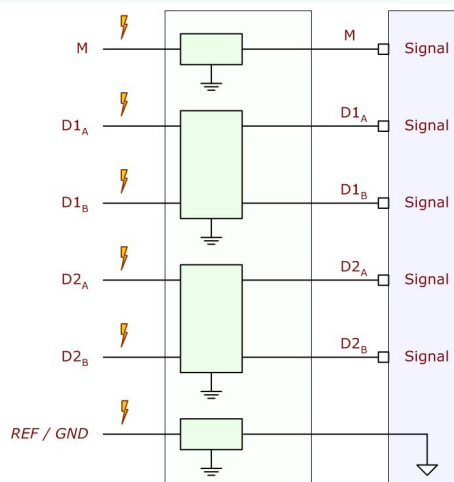 M M Signal
D1A D1A Signal
D1B D1B Signal
D2A D2A Signal
D2B D2B Signal
REF / GND